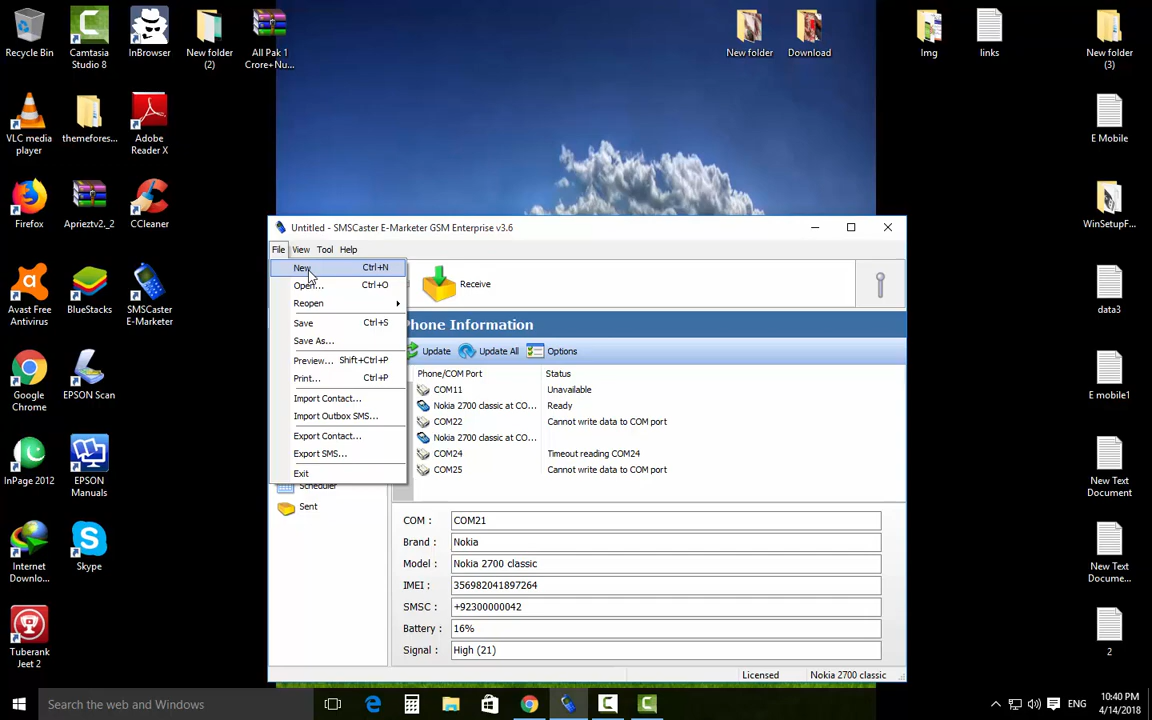 Recycle Bin
Camtasia
Studio 8
InBrowser
New folder
(2)
All Pak 1
Crore+Nu...
New folder
Download
Img
links
New folder
(3)
VLC media
player
themefores...
Adobe
Reader X
E Mobile
Firefox
Aprieztv2._2
CCleaner
WinSetupF...
Untitled - SMSCaster E-Marketer GSM Enterprise v3.6
File View Tool Help
New Ctrl+N
Open... Ctrl+O
Reopen
Save Ctrl+S
Save As...
Preview... Shift+Ctrl+P
Print... Ctrl+P
Import Contact...
Import Outbox SMS...
Export Contact...
Export SMS...
Exit
Receive
Phone Information
Update Update All Options
Phone/COM Port Status
COM11 Unavailable
Nokia 2700 classic at CO... Ready
COM22 Cannot write data to COM port
Nokia 2700 classic at CO...
COM24 Timeout reading COM24
COM25 Cannot write data to COM port
Scheduler
Sent
COM : COM21
Brand : Nokia
Model : Nokia 2700 classic
IMEI : 356982041897264
SMSC : +92300000042
Battery : 16%
Signal : High (21)
Licensed Nokia 2700 classic
Avast Free
Antivirus
BlueStacks
SMSCaster
E-Marketer
data3
Google
Chrome
EPSON Scan
E mobile1
InPage 2012
EPSON
Manuals
New Text
Document
Internet
Downlo...
Skype
New Text
Docume...
Tuberank
Jeet 2
2
Search the web and Windows
ENG
10:40 PM
4/14/2018